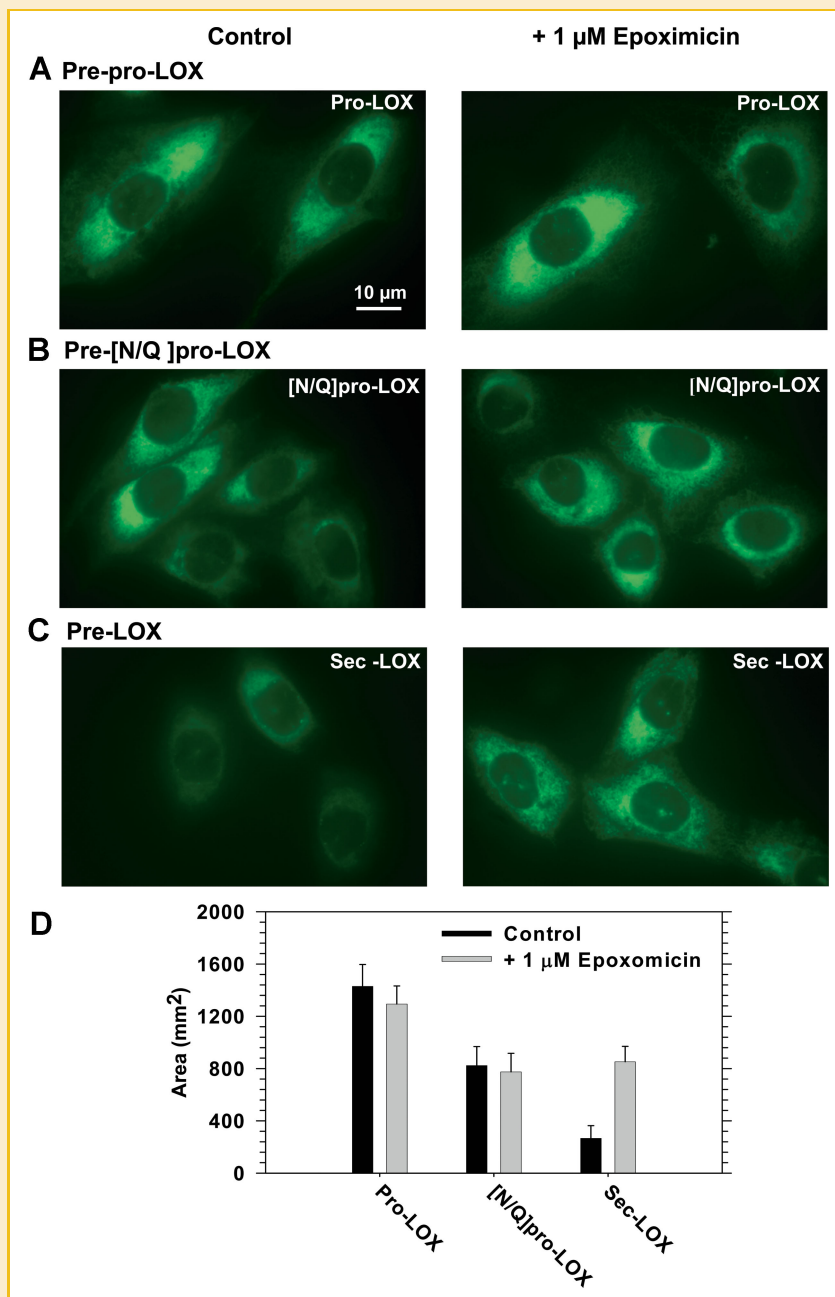 Control + 1 µM Epoximicin
A Pre-pro-LOX
Pro-LOX Pro-LOX
10 µm
B Pre-[N/Q ]pro-LOX
[N/Q]pro-LOX [N/Q]pro-LOX
C Pre-LOX
Sec -LOX Sec -LOX
D
2000
1600
1200
800
400
0
Area (mm²)
Control
+ 1 µM Epoxomicin
Pro-LOX
[N/Q]pro-LOX
Sec-LOX